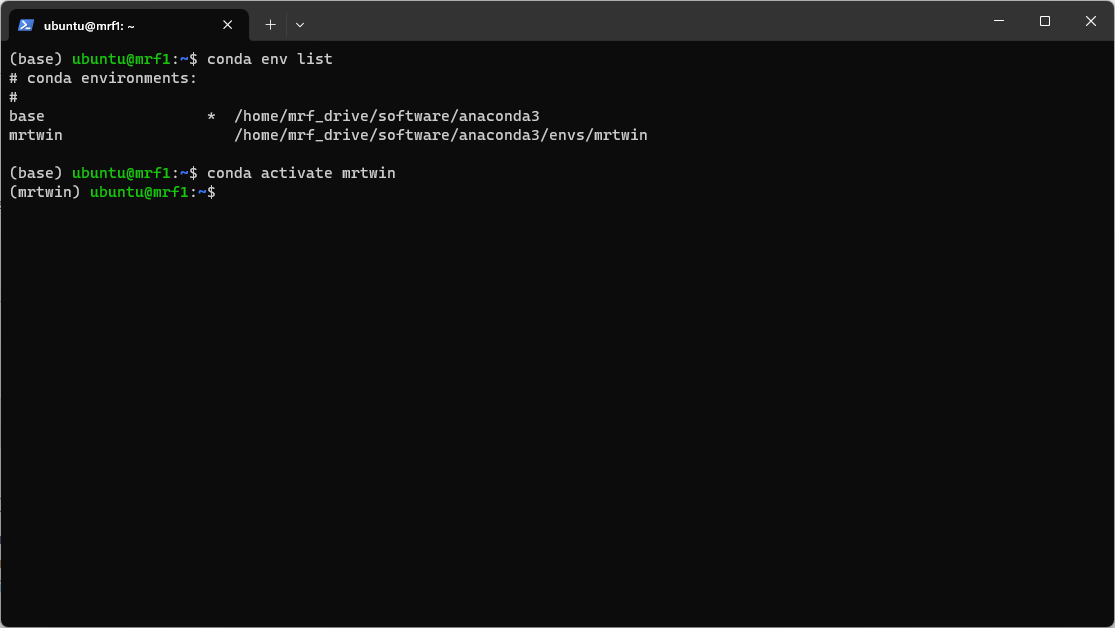 ubuntu@mrf1: ~
(base) ubuntu@mrf1:~$ conda env list
# conda environments:
#
base                  *  /home/mrf_drive/software/anaconda3
mrtwin                   /home/mrf_drive/software/anaconda3/envs/mrtwin
(base) ubuntu@mrf1:~$ conda activate mrtwin
(mrtwin) ubuntu@mrf1:~$